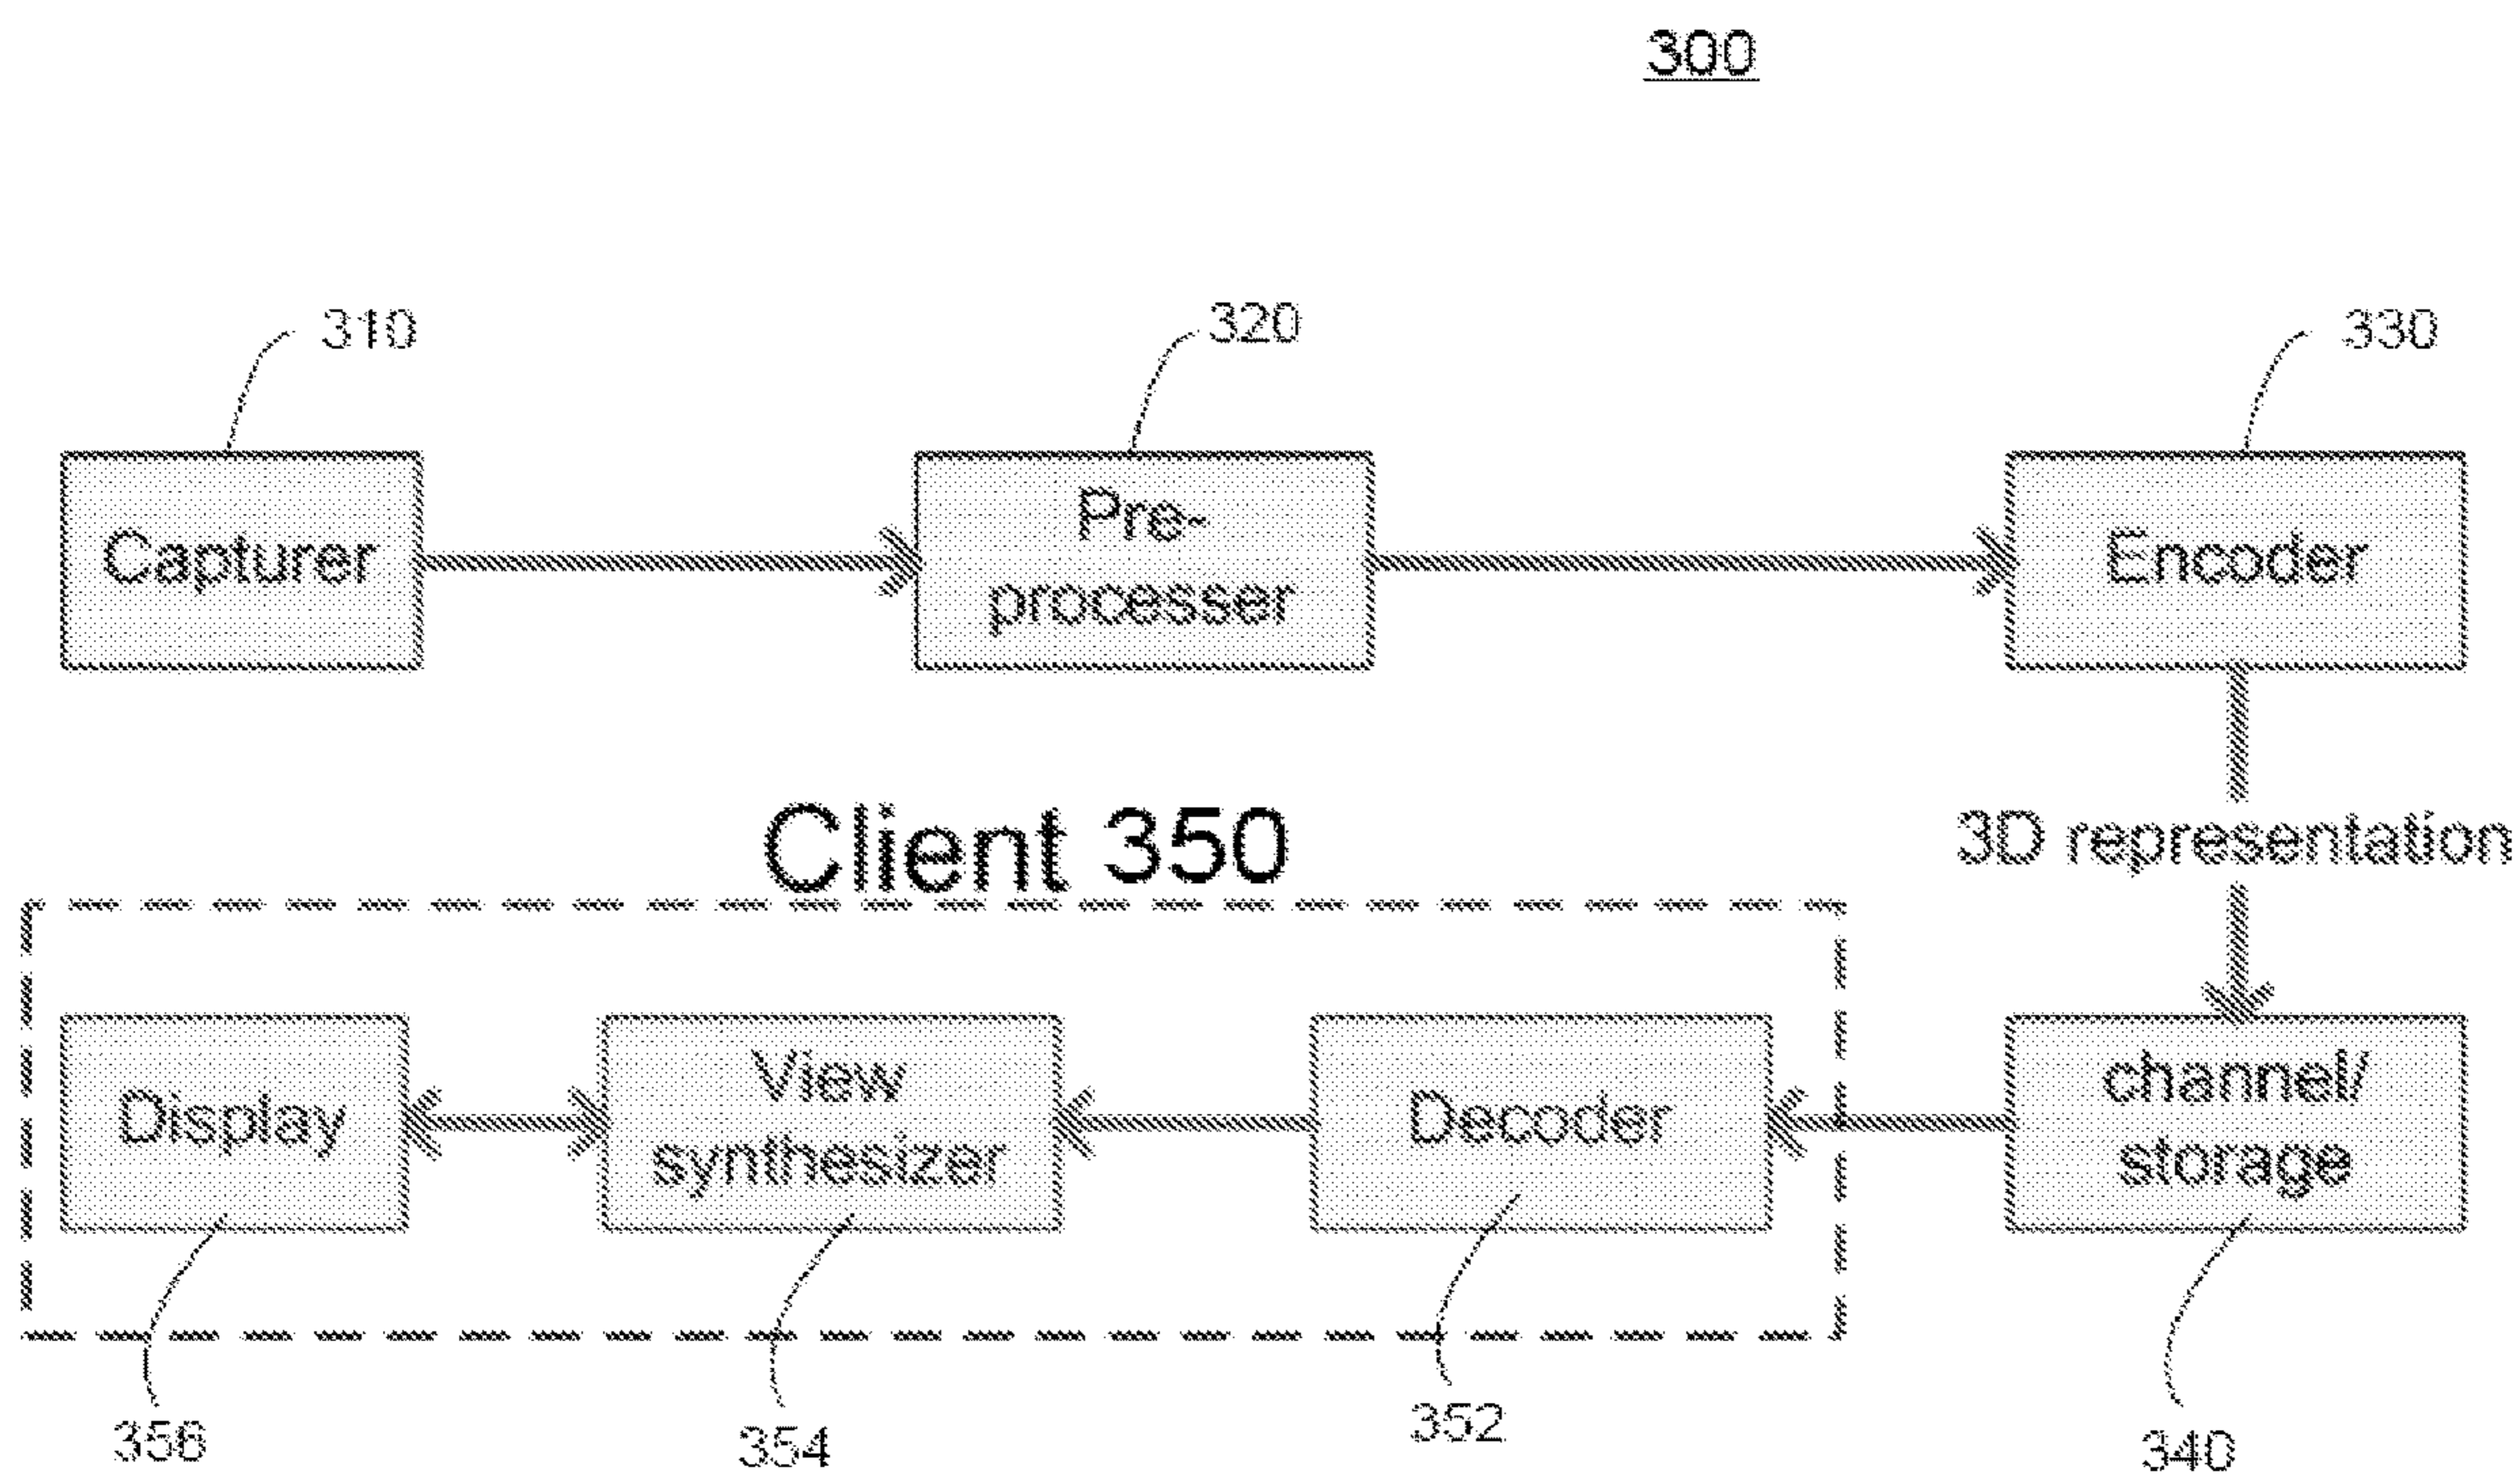 300
310
320
330
Capturer
Pre-
processer
Encoder
3D representation
Client 350
Display
View
synthesizer
Decoder
channel/
storage
356
354
352
340